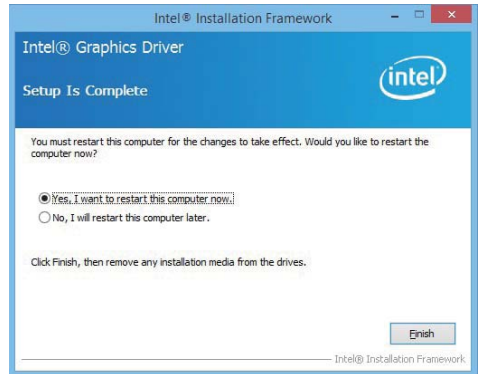 Intel® Installation Framework
Intel® Graphics Driver
intel
Setup Is Complete
You must restart this computer for the changes to take effect. Would you like to restart the
computer now?
Yes, I want to restart this computer now.
No, I will restart this computer later.
Click Finish, then remove any installation media from the drives.
Finish
Intel® Installation Framework